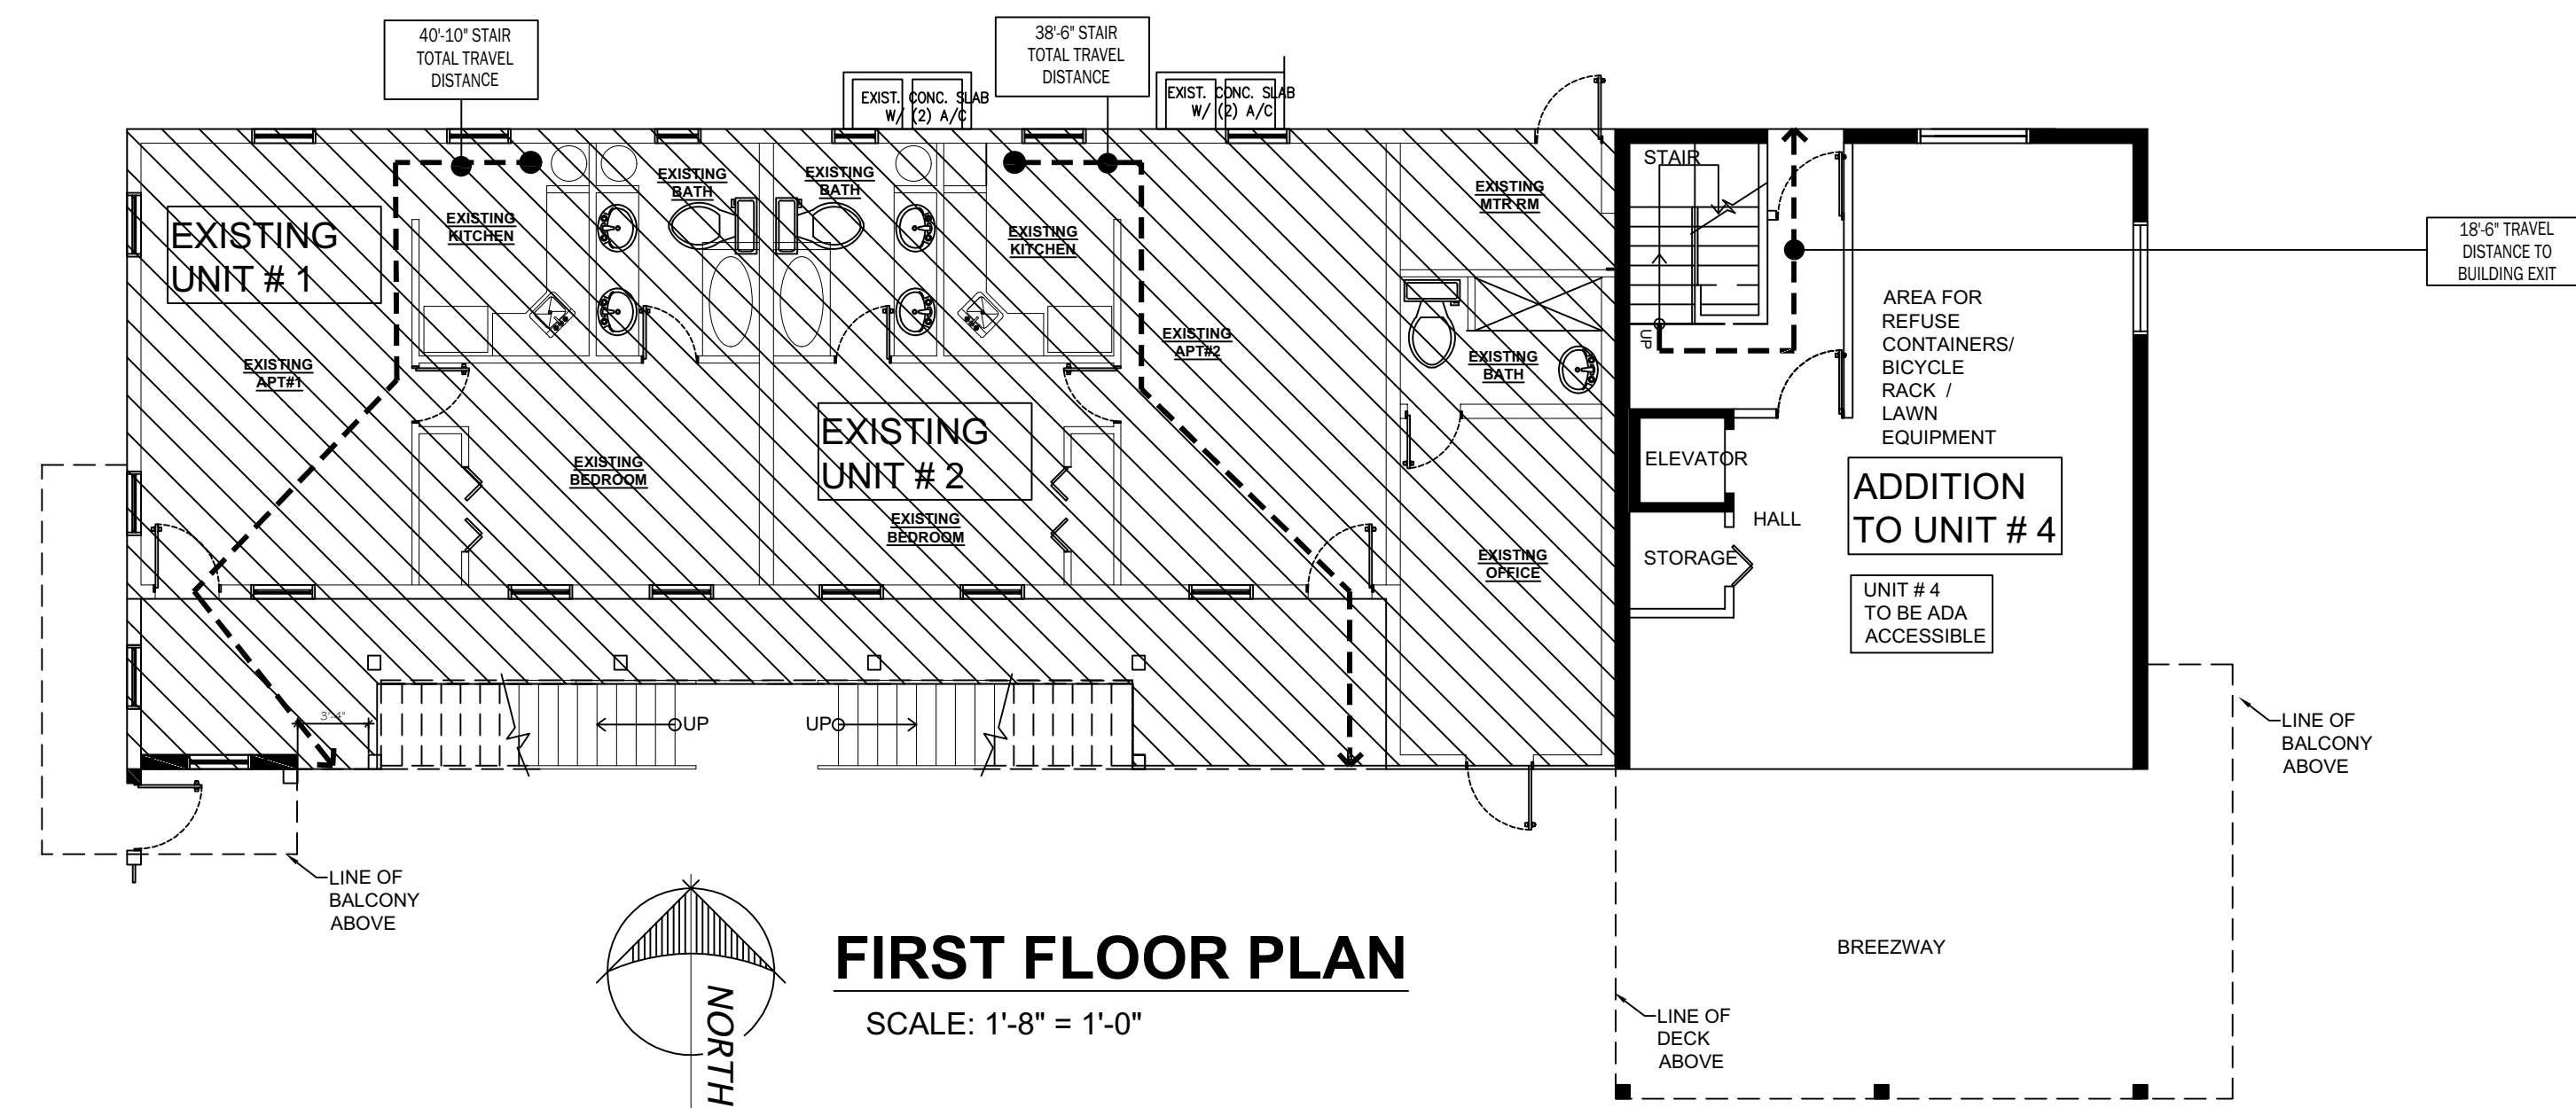 40'-10" STAIR
TOTAL TRAVEL
DISTANCE
38'-6" STAIR
TOTAL TRAVEL
DISTANCE
EXIST. CONC. SLAB
W/ (2) A/C
EXIST. CONC. SLAB
W/ (2) A/C
STAIR
EXISTING
BATH
EXISTING
BATH
EXISTING
MTR RM
EXISTING
KITCHEN
EXISTING
KITCHEN
EXISTING
UNIT # 1
18'-6" TRAVEL
DISTANCE TO
BUILDING EXIT
AREA FOR
REFUSE
CONTAINERS/
BICYCLE
RACK /
LAWN
EQUIPMENT
UP
EXISTING
APT#1
EXISTING
APT#2
EXISTING
BATH
EXISTING
UNIT # 2
EXISTING
BEDROOM
EXISTING
BEDROOM
ELEVATOR
ADDITION
TO UNIT # 4
HALL
EXISTING
OFFICE
STORAGE
UNIT # 4
TO BE ADA
ACCESSIBLE
3'-4"
UP
UP
LINE OF
BALCONY
ABOVE
LINE OF
BALCONY
ABOVE
NORTH
FIRST FLOOR PLAN
SCALE: 1'-8" = 1'-0"
BREEZWAY
LINE OF
DECK
ABOVE